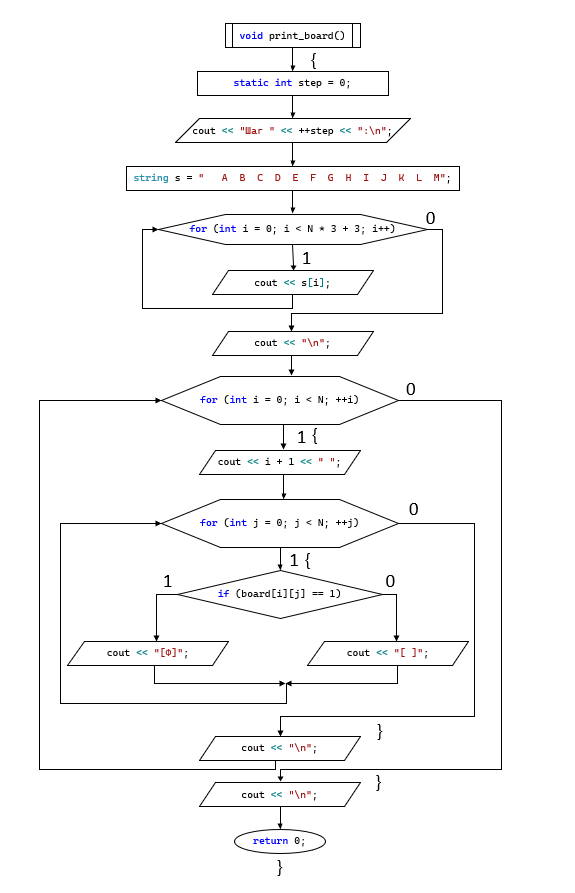 void print_board()
{
static int step = 0;
cout << "Шаг " << ++step << ":\n";
string s = "   A  B  C  D  E  F  G  H  I  J  K  L  M";
0
for (int i = 0; i < N * 3 + 3; i++)
1
cout << s[i];
cout << "\n";
0
for (int i = 0; i < N; ++i)
1 {
cout << i + 1 << " ";
0
for (int j = 0; j < N; ++j)
1 {
1
if (board[i][j] == 1)
0
cout << "[Ф]";
cout << "[ ]";
}
cout << "\n";
}
cout << "\n";
return 0;
}